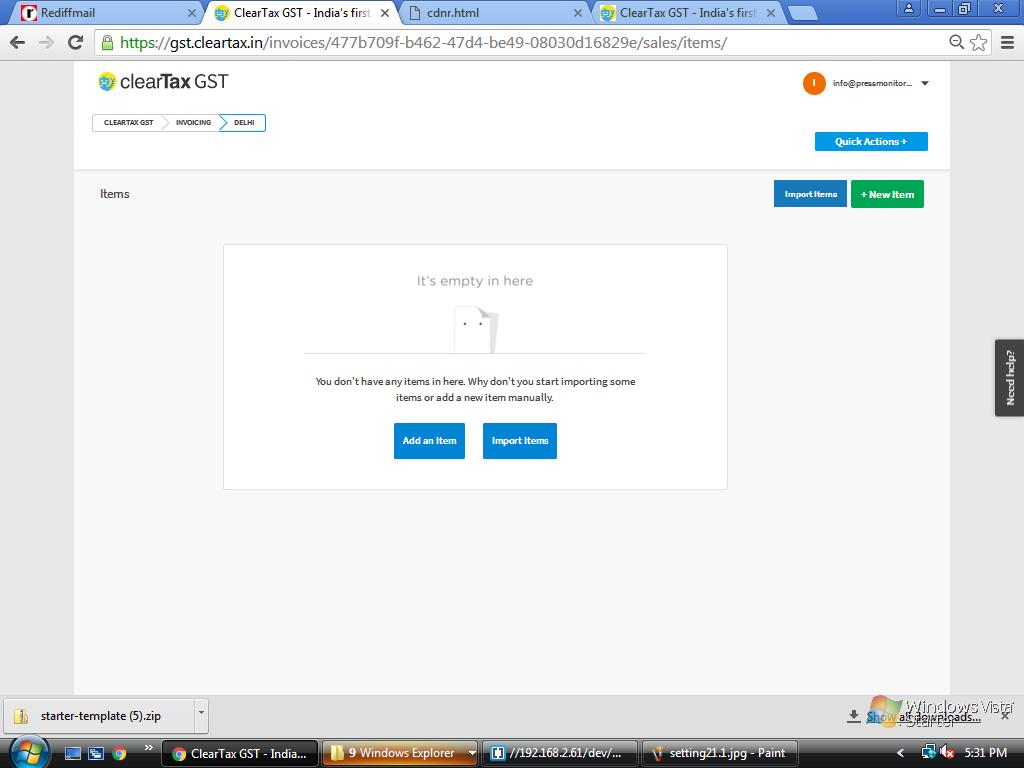 Rediffmail
ClearTax GST - India's first
cdnr.html
ClearTax GST - India's first
https://gst.cleartax.in/invoices/477b709f-b462-47d4-be49-08030d16829e/sales/items/
clearTax GST
I
info@pressmonitor...
CLEARTAX GST
INVOICING
DELHI
Quick Actions +
Items
Import Items
+ New Item
It's empty in here
You don't have any items in here. Why don't you start importing some
items or add a new item manually.
Add an Item
Import Items
Need help?
starter-template (5).zip
Show all downloads...
Windows Vista
Starter
ClearTax GST - India...
9 Windows Explorer
//192.168.2.61/dev/...
setting21.1.jpg - Paint
5:31 PM